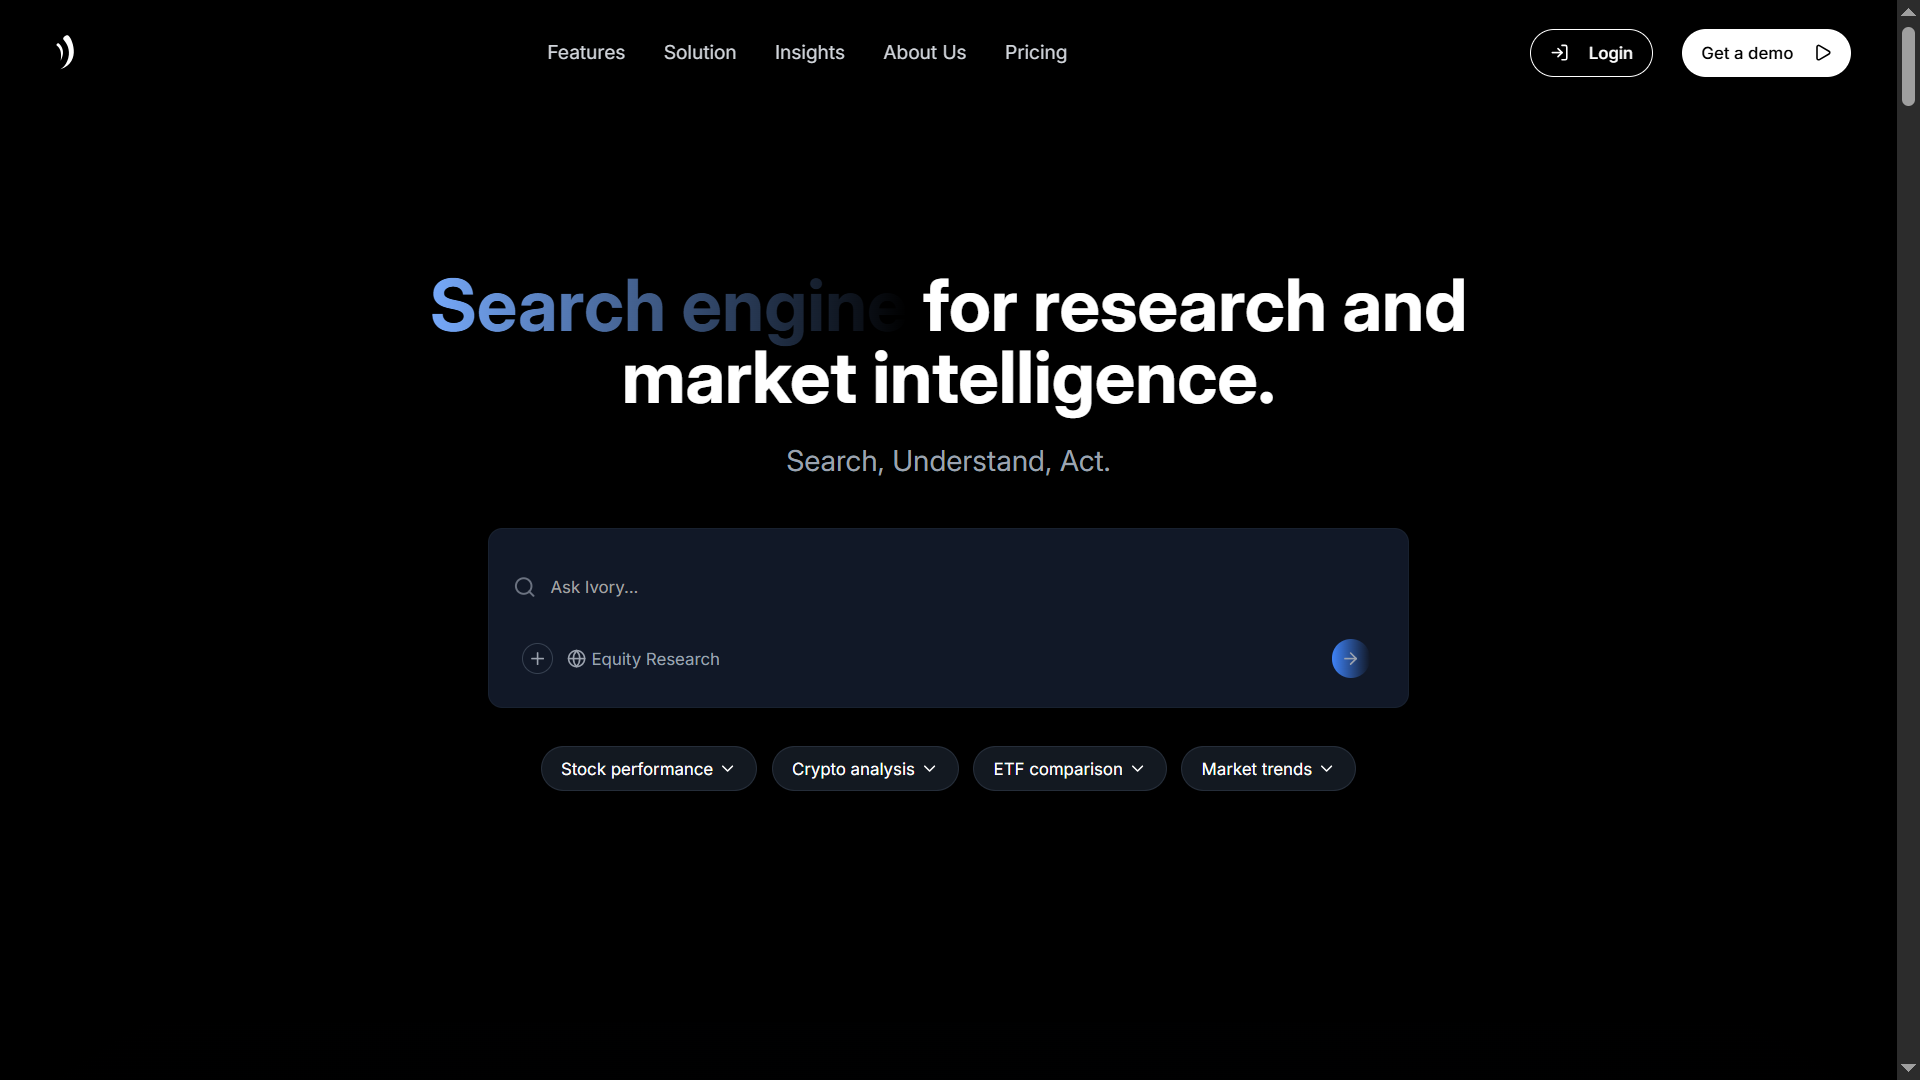 Features
Solution
Insights
About Us
Pricing
Login
Get a demo
Search engine for research and
market intelligence.
Search, Understand, Act.
Ask Ivory...
Equity Research
Stock performance
Crypto analysis
ETF comparison
Market trends